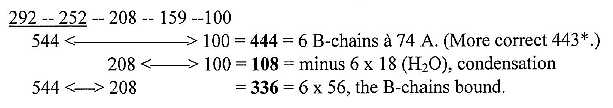 292 -- 252 -- 208 -- 159 --100
544 <--------------> 100 = 444 = 6 B-chains à 74 A. (More correct 443*.)
208 <-----> 100 = 108 = minus 6 x 18 (H₂O), condensation
544 <--> 208 = 336 = 6 x 56, the B-chains bound.